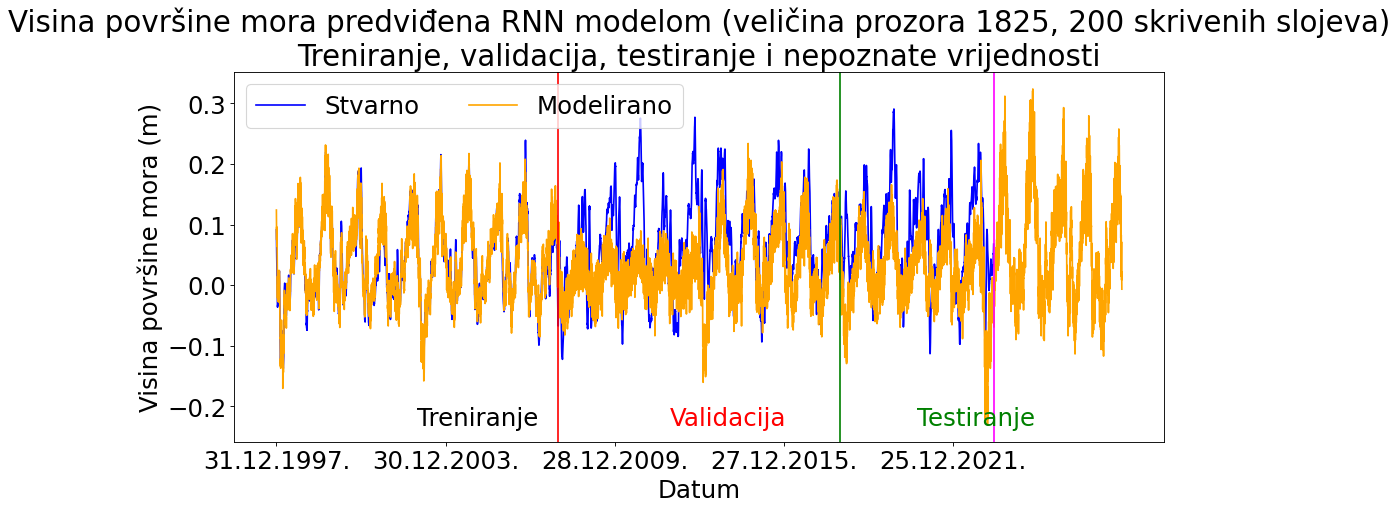 Visina površine mora predviđena RNN modelom (veličina prozora 1825, 200 skrivenih slojeva)
Treniranje, validacija, testiranje i nepoznate vrijednosti
Stvarno Modelirano
Visina površine mora (m)
0.3
0.2
0.1
0.0
−0.1
−0.2
Treniranje Validacija Testiranje
31.12.1997. 30.12.2003. 28.12.2009. 27.12.2015. 25.12.2021.
Datum